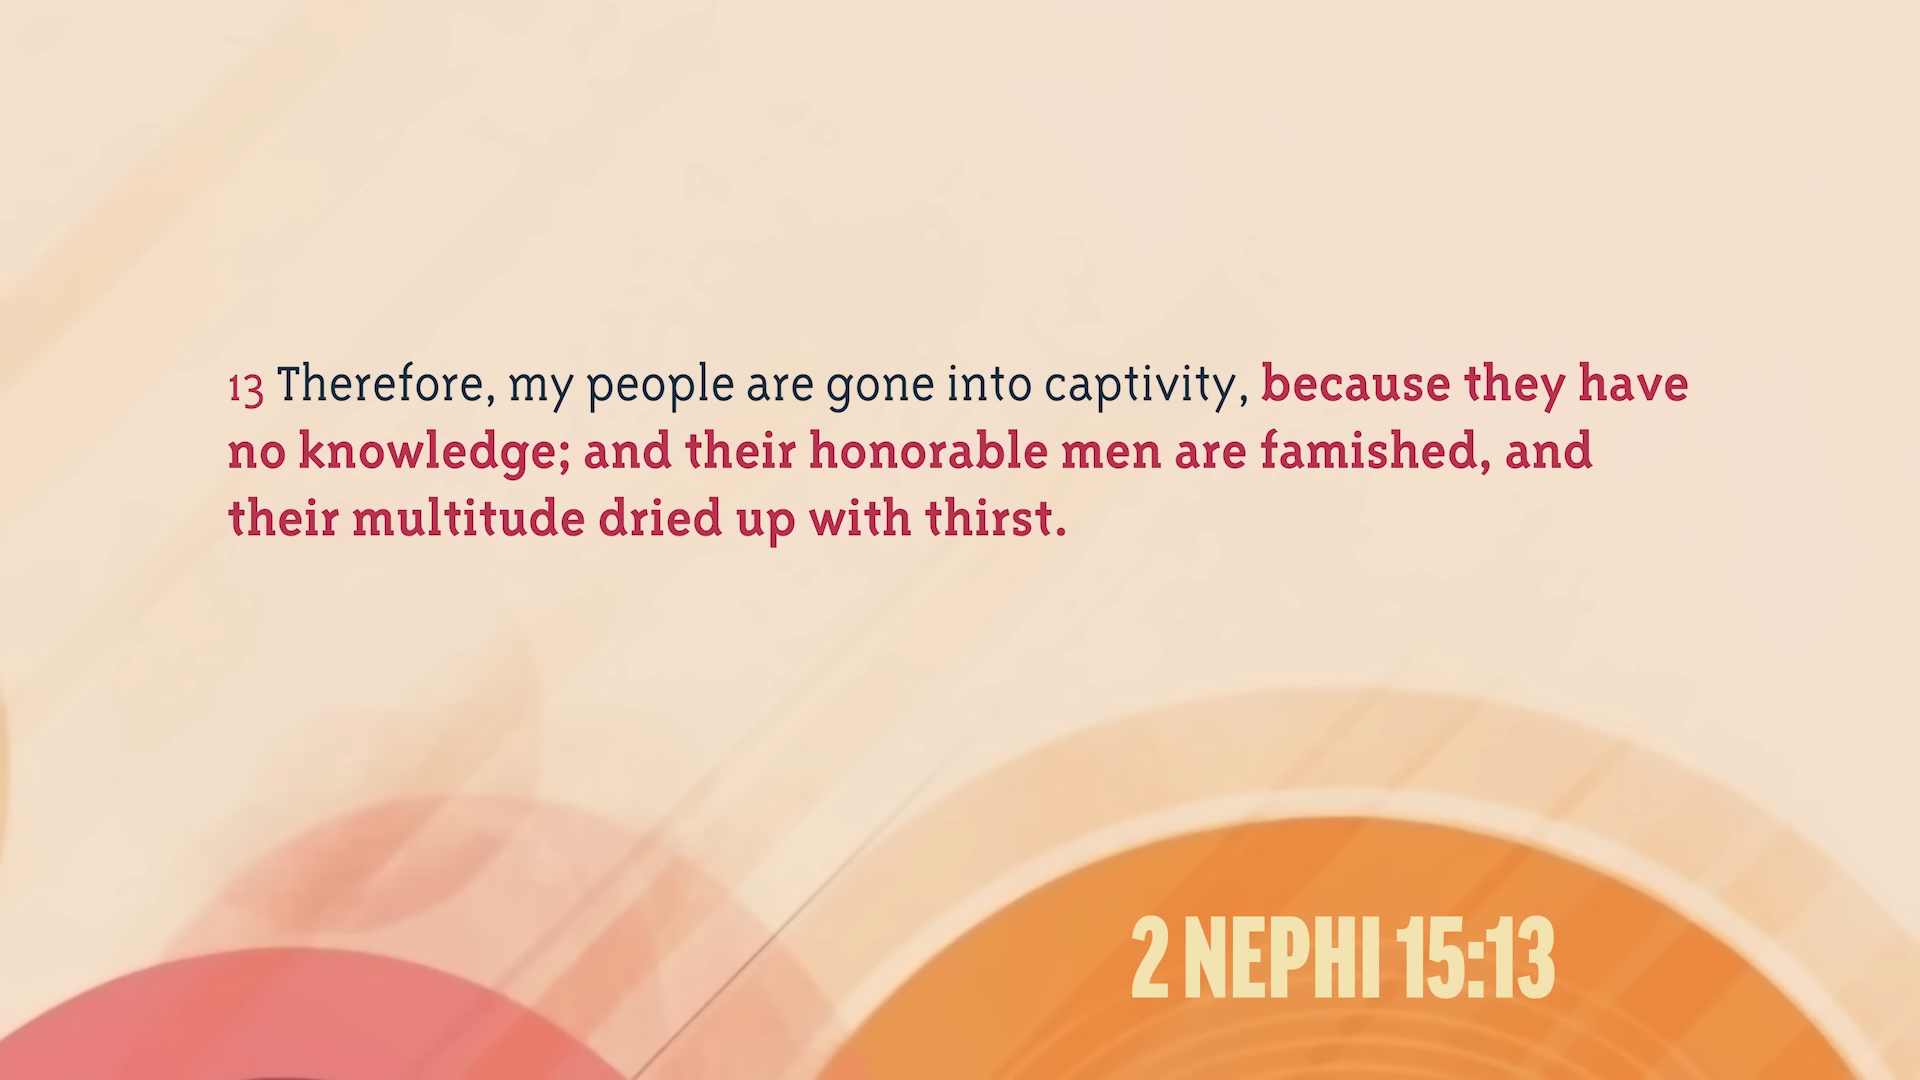 13 Therefore, my people are gone into captivity, because they have
no knowledge; and their honorable men are famished, and
their multitude dried up with thirst.
2 NEPHI 15:13